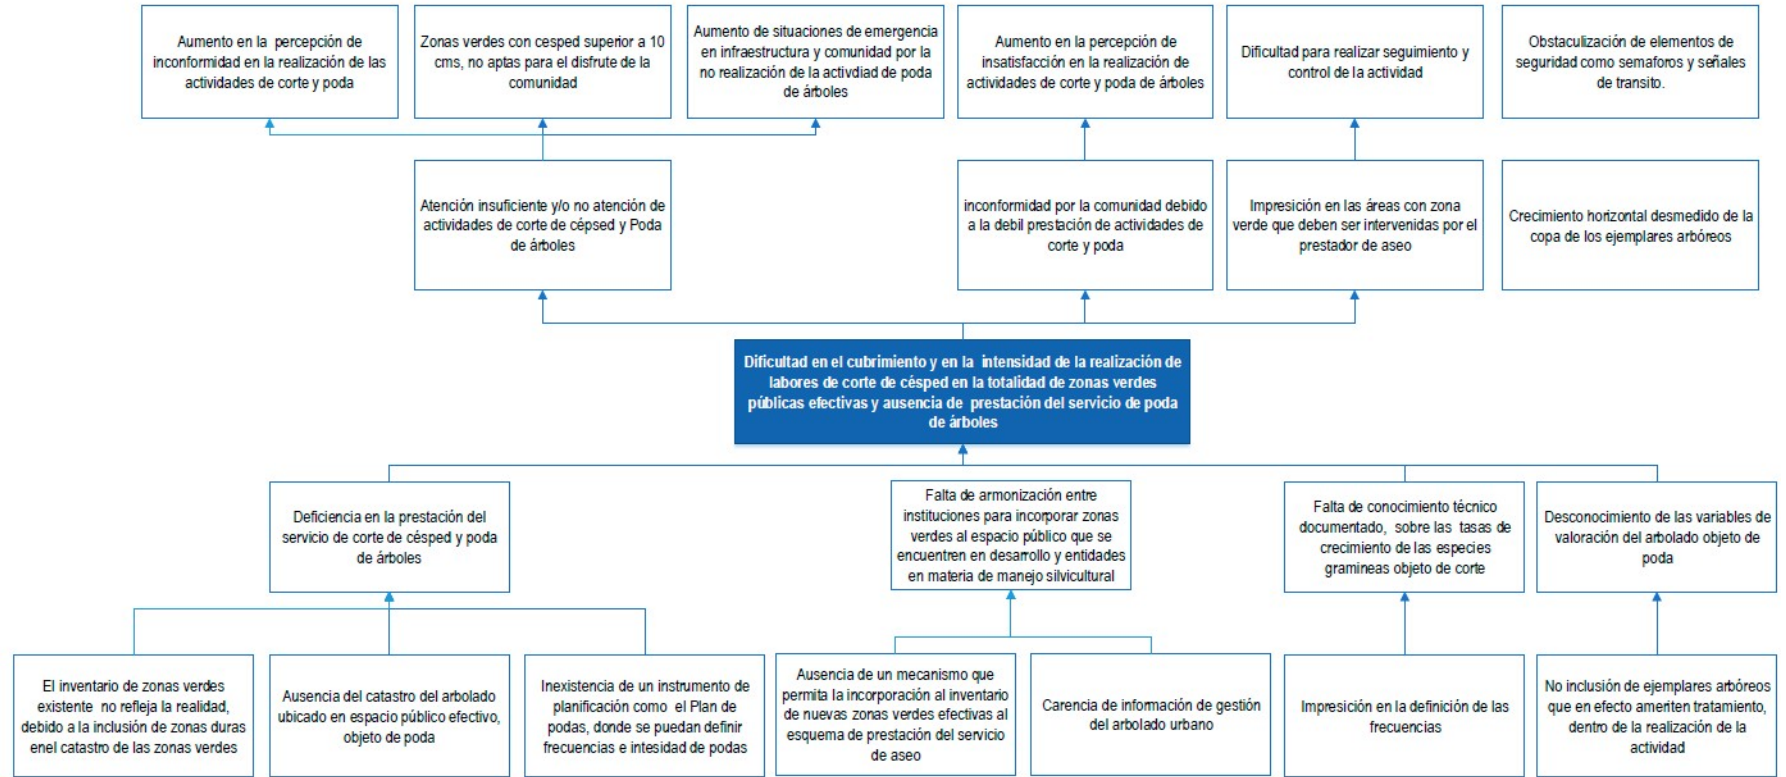 Aumento en la percepción de
inconformidad en la realización de las
actividades de corte y poda
Zonas verdes con cesped superior a 10
cms, no aptas para el disfrute de la
comunidad
Aumento de situaciones de emergencia
en infraestructura y comunidad por la
no realización de la activdiad de poda
de árboles
Aumento en la percepción de
insatisfacción en la realización de
actividades de corte y poda de árboles
Dificultad para realizar seguimiento y
control de la actividad
Obstaculización de elementos de
seguridad como semaforos y señales
de transito.
Atención insuficiente y/o no atención de
actividades de corte de cépsed y Poda
de árboles
inconformidad por la comunidad debido
a la debil prestación de actividades de
corte y poda
Impresición en las áreas con zona
verde que deben ser intervenidas por el
prestador de aseo
Crecimiento horizontal desmedido de la
copa de los ejemplares arbóreos
Dificultad en el cubrimiento y en la intensidad de la realización de
labores de corte de césped en la totalidad de zonas verdes
públicas efectivas y ausencia de prestación del servicio de poda
de árboles
Deficiencia en la prestación del
servicio de corte de césped y poda
de árboles
Falta de armonización entre
instituciones para incorporar zonas
verdes al espacio público que se
encuentren en desarrollo y entidades
en materia de manejo silvicultural
Falta de conocimiento técnico
documentado, sobre las tasas de
crecimiento de las especies
gramineas objeto de corte
Desconocimiento de las variables de
valoración del arbolado objeto de
poda
El inventario de zonas verdes
existente no refleja la realidad,
debido a la inclusión de zonas duras
enel catastro de las zonas verdes
Ausencia del catastro del arbolado
ubicado en espacio público efectivo,
objeto de poda
Inexistencia de un instrumento de
planificación como el Plan de
podas, donde se puedan definir
frecuencias e intesidad de podas
Ausencia de un mecanismo que
permita la incorporación al inventario
de nuevas zonas verdes efectivas al
esquema de prestación del servicio
de aseo
Carencia de información de gestión
del arbolado urbano
Impresición en la definición de las
frecuencias
No inclusión de ejemplares arbóreos
que en efecto ameriten tratamiento,
dentro de la realización de la
actividad